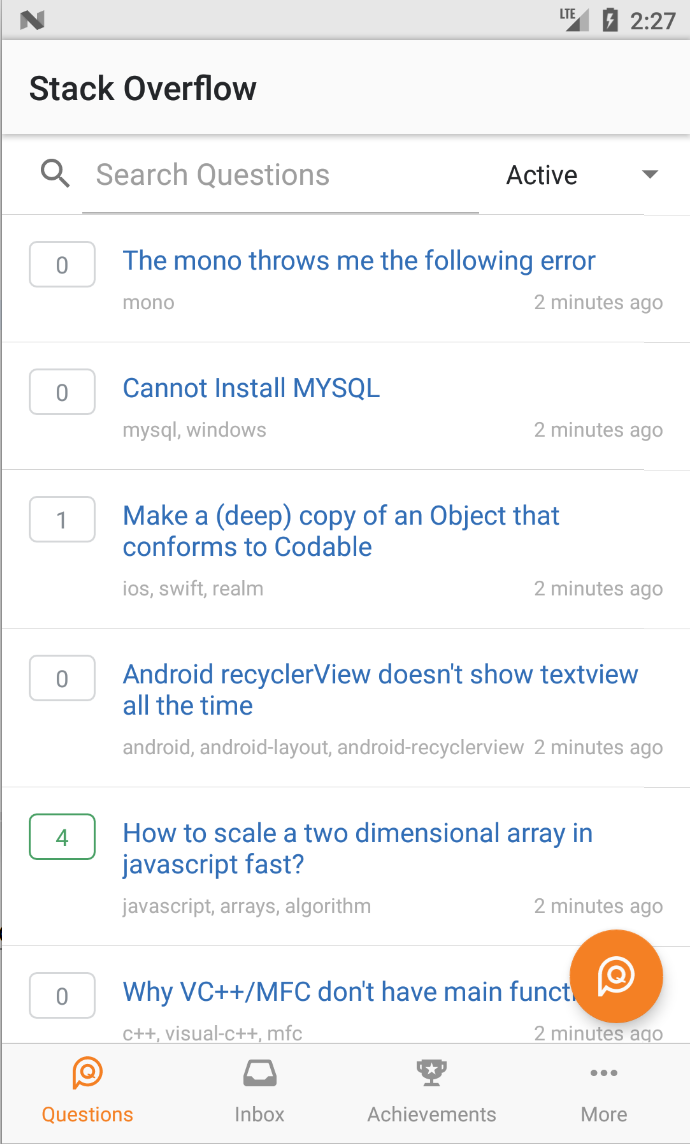 LTE 2:27
Stack Overflow
Search Questions Active
0 The mono throws me the following error
mono 2 minutes ago
0 Cannot Install MYSQL
mysql, windows 2 minutes ago
1 Make a (deep) copy of an Object that
conforms to Codable
ios, swift, realm 2 minutes ago
0 Android recyclerView doesn't show textview
all the time
android, android-layout, android-recyclerview 2 minutes ago
4 How to scale a two dimensional array in
javascript fast?
javascript, arrays, algorithm 2 minutes ago
0 Why VC++/MFC don't have main
c++, visual-c++, mfc 2 minutes ago
Questions Inbox Achievements More